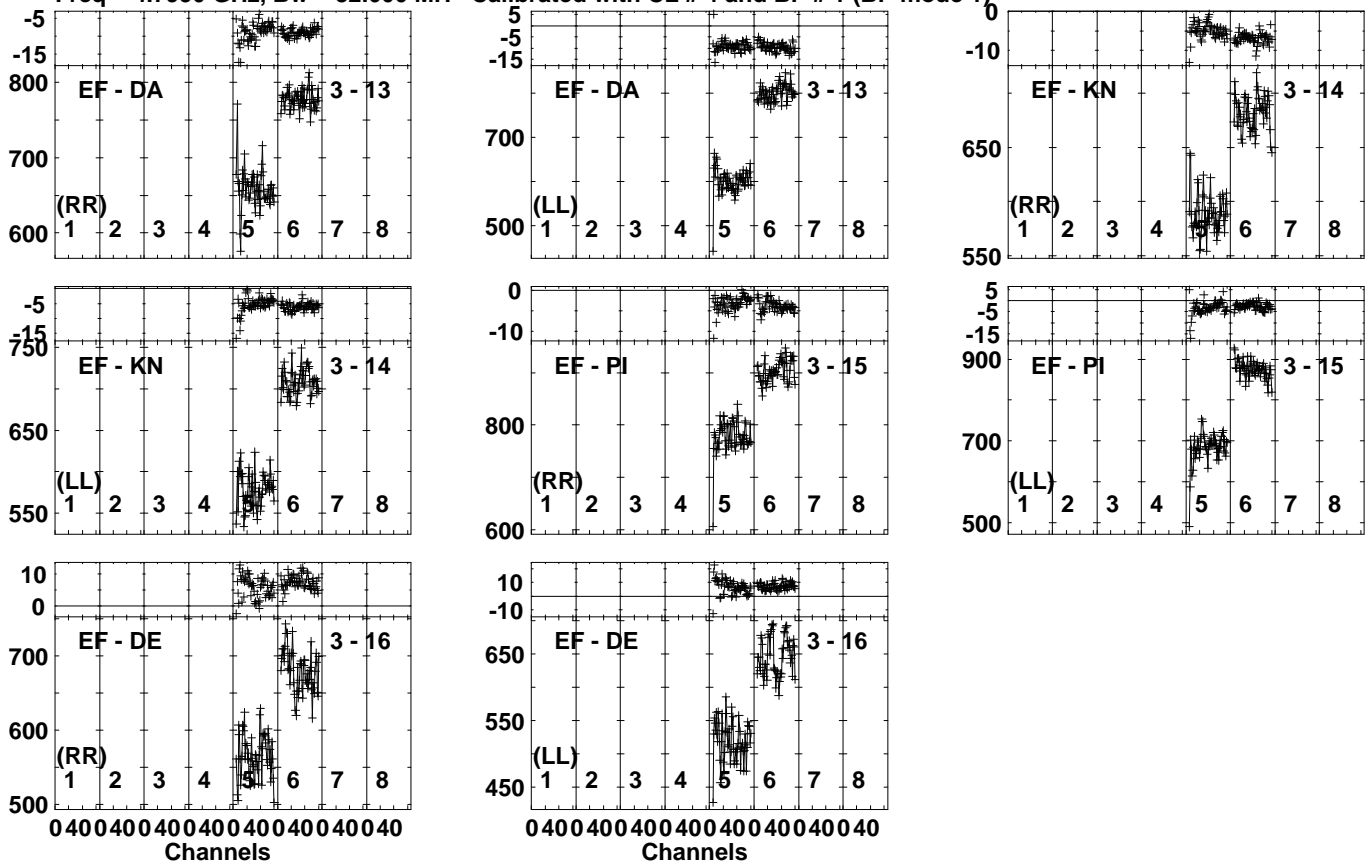 -5
-15
800
700
600
EF - DA
3 - 13
(RR)
1 2 3 4 5 6 7 8
5
-5
-15
700
500
EF - DA
3 - 13
(LL)
1 2 3 4 5 6 7 8
0
-10
650
550
EF - KN
3 - 14
(RR)
1 2 3 4 5 6 7 8
-5
-15
750
650
550
EF - KN
3 - 14
(LL)
1 2 3 4 5 6 7 8
0
-10
800
600
EF - PI
3 - 15
(RR)
1 2 3 4 5 6 7 8
5
-5
-15
900
700
500
EF - PI
3 - 15
(LL)
1 2 3 4 5 6 7 8
10
0
700
600
500
EF - DE
3 - 16
(RR)
1 2 3 4 5 6 7 8
0 40 0 40 0 40 0 40 0 40 0 40 0 40 0 40
Channels
10
-10
650
550
450
EF - DE
3 - 16
(LL)
1 2 3 4 5 6 7 8
0 40 0 40 0 40 0 40 0 40 0 40 0 40 0 40
Channels